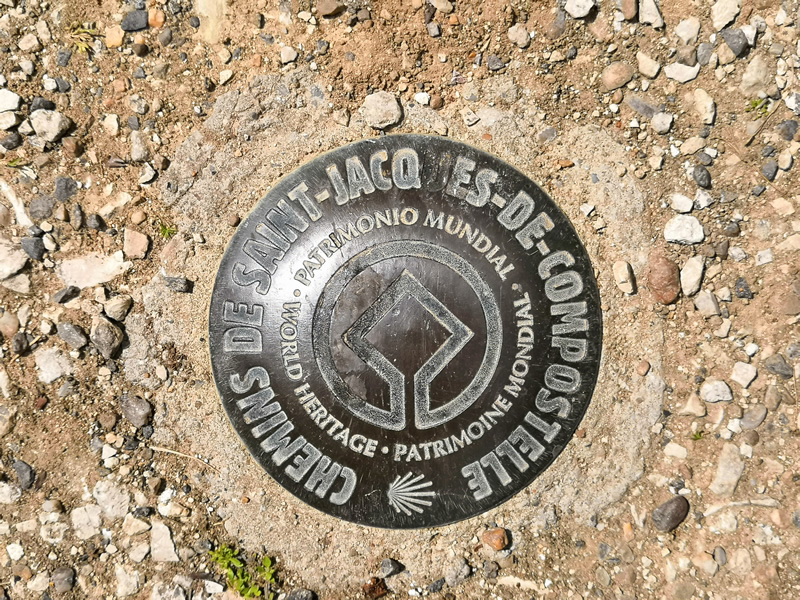 CHEMINS DE SAINT-JACQUES-DE-COMPOSTELLE
WORLD HERITAGE • PATRIMONIO MUNDIAL • PATRIMOINE MONDIAL •